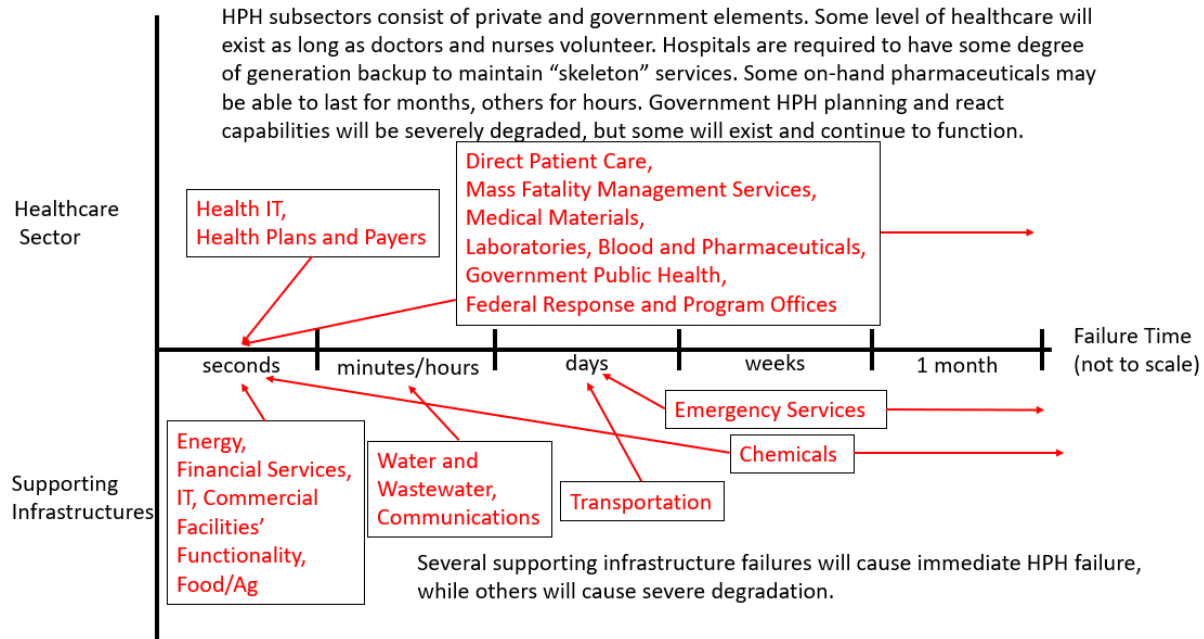 HPH subsectors consist of private and government elements. Some level of healthcare will
exist as long as doctors and nurses volunteer. Hospitals are required to have some degree
of generation backup to maintain “skeleton” services. Some on-hand pharmaceuticals may
be able to last for months, others for hours. Government HPH planning and react
capabilities will be severely degraded, but some will exist and continue to function.
Healthcare
Sector
Health IT,
Health Plans and Payers
Direct Patient Care,
Mass Fatality Management Services,
Medical Materials,
Laboratories, Blood and Pharmaceuticals,
Government Public Health,
Federal Response and Program Offices
seconds
minutes/hours
days
weeks
1 month
Failure Time
(not to scale)
Supporting
Infrastructures
Energy,
Financial Services,
IT, Commercial
Facilities’
Functionality,
Food/Ag
Water and
Wastewater,
Communications
Transportation
Emergency Services
Chemicals
Several supporting infrastructure failures will cause immediate HPH failure,
while others will cause severe degradation.